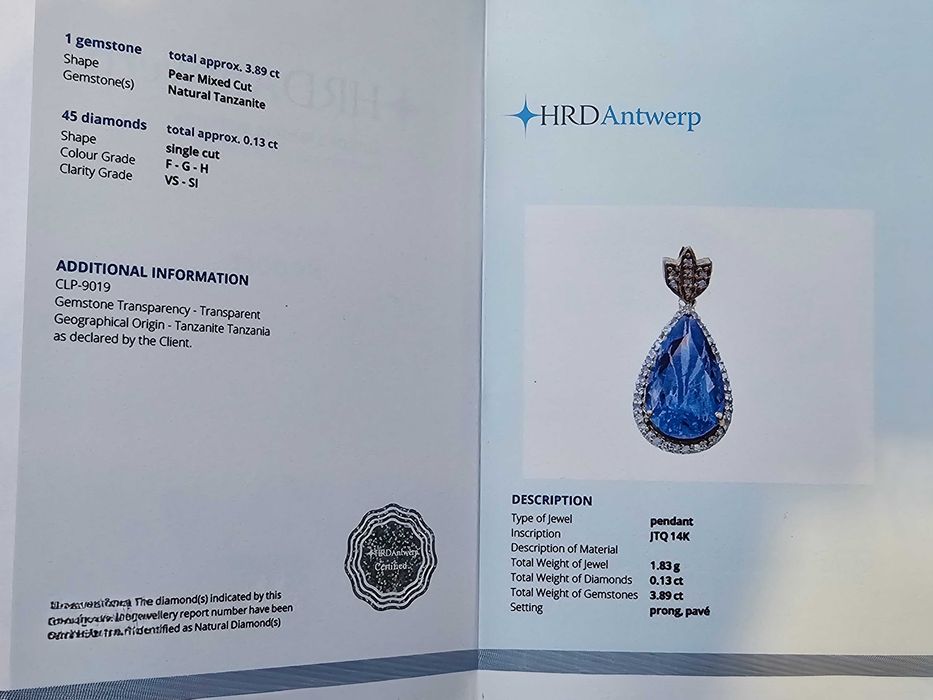 1 gemstone total approx. 3.89 ct
Shape Pear Mixed Cut
Gemstone(s) Natural Tanzanite
45 diamonds total approx. 0.13 ct
Shape single cut
Colour Grade F - G - H
Clarity Grade VS - SI
ADDITIONAL INFORMATION
CLP-9019
Gemstone Transparency - Transparent
Geographical Origin - Tanzanite Tanzania
as declared by the Client.
HRDAntwerp
Certified
The diamond(s) indicated by this
jewellery report number have been
identified as Natural Diamond(s)
HRD Antwerp
DESCRIPTION
Type of Jewel pendant
Inscription JTQ 14K
Description of Material
Total Weight of Jewel 1.83 g
Total Weight of Diamonds 0.13 ct
Total Weight of Gemstones 3.89 ct
Setting prong, pavé